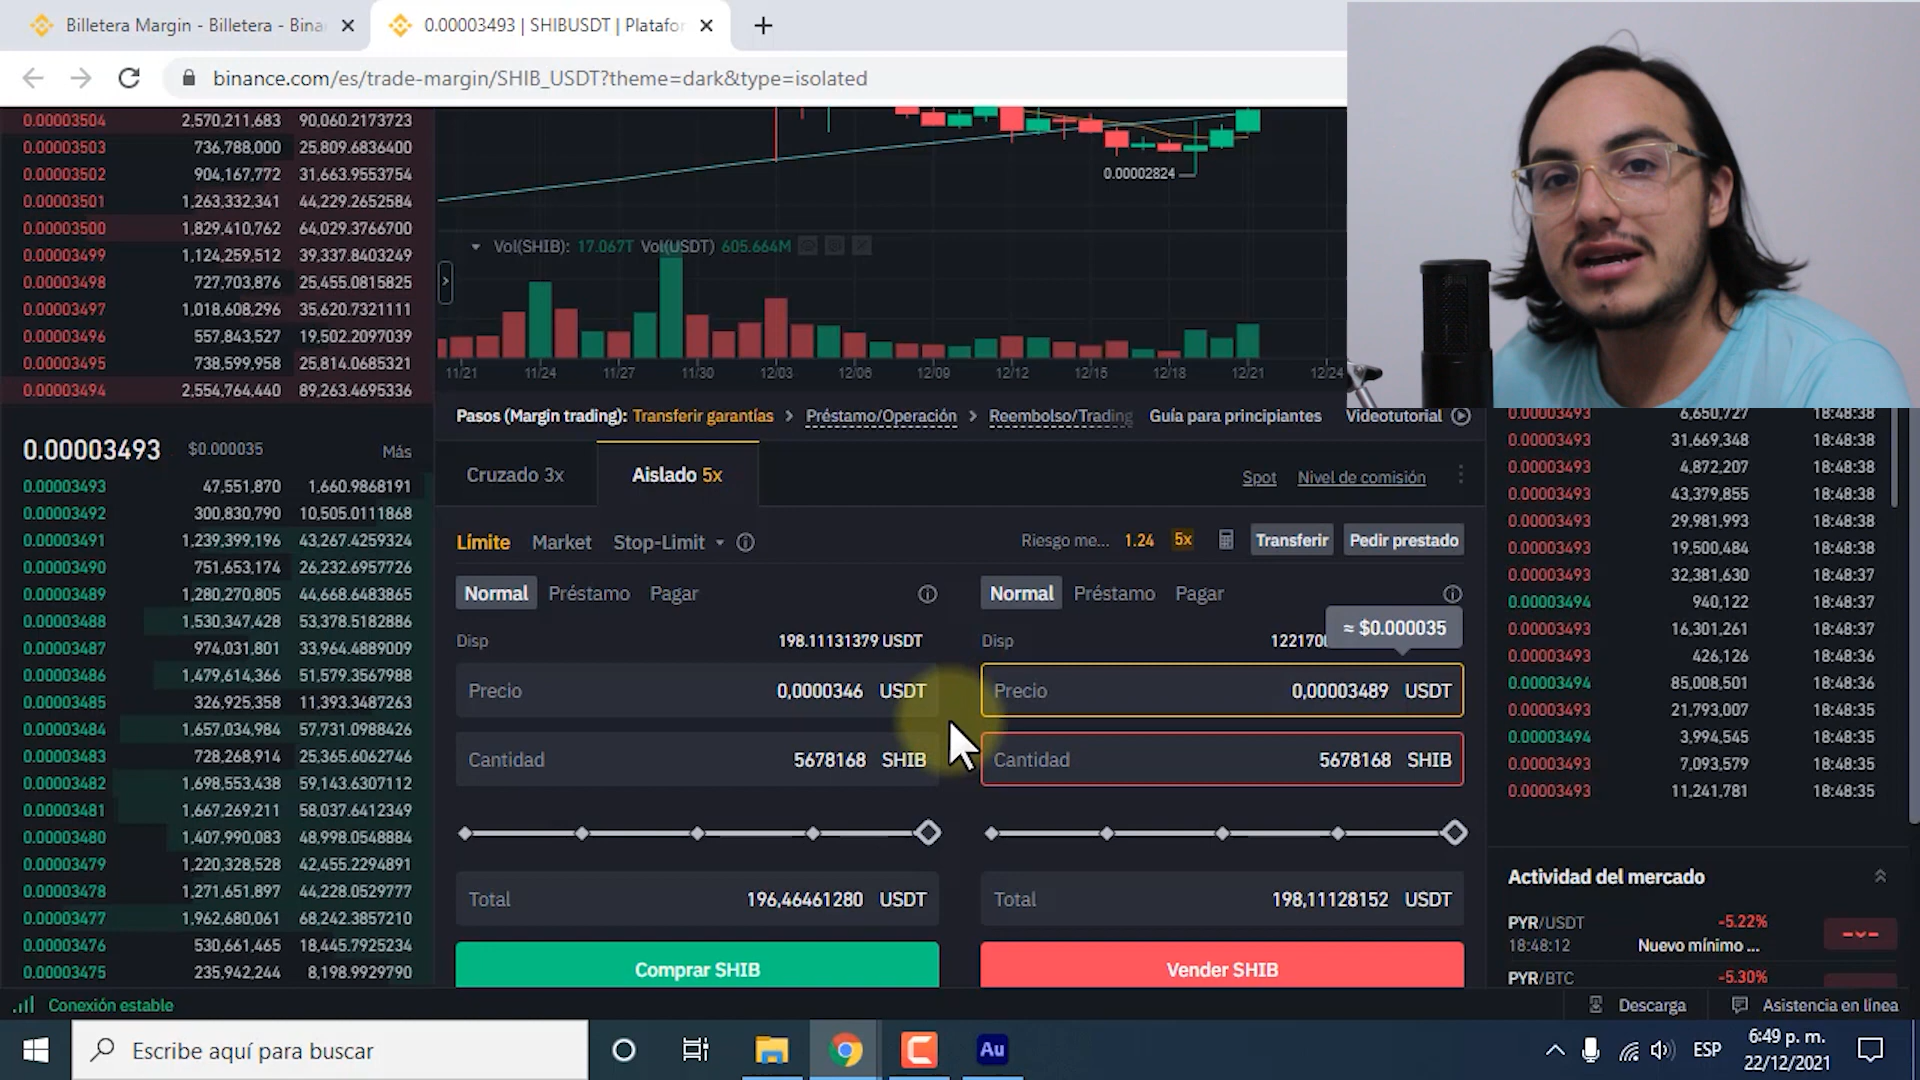 Billetera Margin - Billetera - Bina
0.00003493 | SHIBUSDT | Platafor
binance.com/es/trade-margin/SHIB_USDT?theme=dark&type=isolated
0.00003504 2,570,211,683 90,060.2173723
0.00003503 736,788.000 25,809.6836400
0.00003502 904,167,772 31,663.9553754
0.00003501 1,263,332,341 44,229.2652584
0.00003500 1,829,410,762 64,029.3766700
0.00003499 1,124,259,512 39,337.8403249
0.00003498 727,703,876 25,455.0815825
0.00003497 1,018,608,296 35,620.7321111
0.00003496 557,843,527 19,502.2097039
0.00003495 738,599,958 25,814.0685321
0.00003494 2,554,764,440 89,263.4695336
0.00003493 $0.000035 Más
0.00003493 47,551,870 1,660.9868191
0.00003492 300,830,790 10,505.0111868
0.00003491 1,239,399,196 43,267.4259324
0.00003490 751,653,174 26,232.6957726
0.00003489 1,280,270,805 44,668.6483865
0.00003488 1,530,347,428 53,378.5182886
0.00003487 974,031,801 33,964.4889009
0.00003486 1,479,614,366 51,579.3567988
0.00003485 326,925,358 11,393.3487263
0.00003484 1,657,034,984 57,731.0988426
0.00003483 728,268,914 25,365.6062746
0.00003482 1,698,553,438 59,143.6307112
0.00003481 1,667,269,211 58,037.6412349
0.00003480 1,407,990,083 48,998.0548884
0.00003479 1,220,328,528 42,455.2294891
0.00003478 1,271,651,897 44,228.0529777
0.00003477 1,962,680,061 68,242.3857210
0.00003476 530,661,465 18,445.7925234
0.00003475 235,942,244 8,198.9929790
0.00002824
Vol(SHIB): 17.067T Vol(USDT) 605.664M
11/21 11/24 11/27 11/30 12/03 12/06 12/09 12/12 12/15 12/18 12/21 12/24
Pasos (Margin trading): Transferir garantías > Préstamo/Operación > Reembolso/Trading Guía para principiantes Videotutorial
Cruzado 3x Aislado 5x Spot Nivel de comisión
Límite Market Stop-Limit Riesgo me... 1.24 5x Transferir Pedir prestado
Normal Préstamo Pagar
Disp 198.11131379 USDT
Precio 0,0000346 USDT
Cantidad 5678168 SHIB
Total 196,46461280 USDT
Comprar SHIB
Normal Préstamo Pagar
≈ $0.000035
Disp 122170
Precio 0,00003489 USDT
Cantidad 5678168 SHIB
Total 198,11128152 USDT
Vender SHIB
0.00003493 6,650,727 18:48:38
0.00003493 31,669,348 18:48:38
0.00003493 4,872,207 18:48:38
0.00003493 43,379,855 18:48:38
0.00003493 29,981,993 18:48:38
0.00003493 19,500,484 18:48:38
0.00003493 32,381,630 18:48:37
0.00003494 940,122 18:48:37
0.00003493 16,301,261 18:48:37
0.00003493 426,126 18:48:36
0.00003494 85,008,501 18:48:36
0.00003493 21,793,007 18:48:35
0.00003494 3,994,545 18:48:35
0.00003493 7,093,579 18:48:35
0.00003493 11,241,781 18:48:35
Actividad del mercado
PYR/USDT -5.22%
18:48:12 Nuevo mínimo ...
PYR/BTC -5.30%
Conexión estable Descarga Asistencia en línea
Escribe aquí para buscar
Au
ESP
6:49 p. m.
22/12/2021